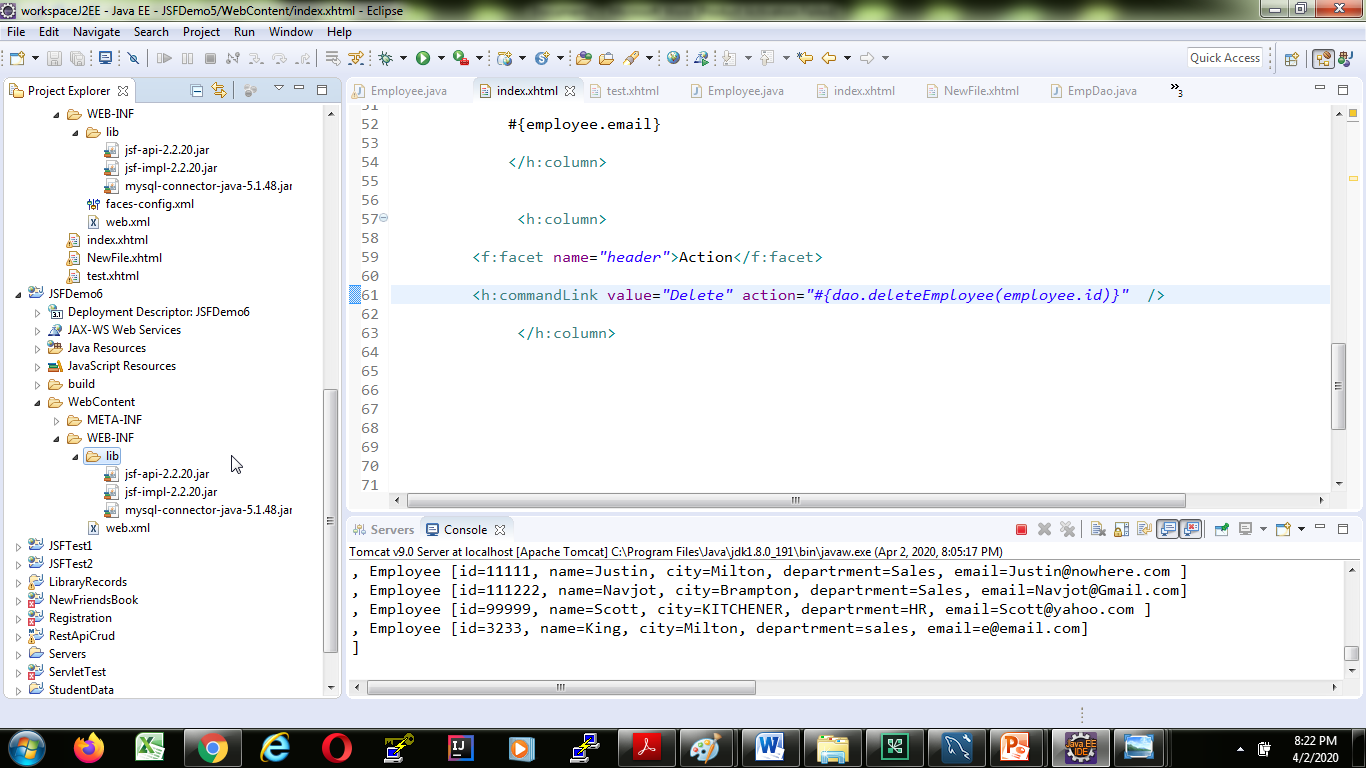 workspaceJ2EE - Java EE - JSFDemo5/WebContent/index.xhtml - Eclipse
File Edit Navigate Search Project Run Window Help
Quick Access
Project Explorer
WEB-INF
lib
jsf-api-2.2.20.jar
jsf-impl-2.2.20.jar
mysql-connector-java-5.1.48.jar
faces-config.xml
web.xml
index.xhtml
NewFile.xhtml
test.xhtml
JSFDemo6
Deployment Descriptor: JSFDemo6
JAX-WS Web Services
Java Resources
JavaScript Resources
build
WebContent
META-INF
WEB-INF
lib
jsf-api-2.2.20.jar
jsf-impl-2.2.20.jar
mysql-connector-java-5.1.48.jar
web.xml
JSFTest1
JSFTest2
LibraryRecords
NewFriendsBook
Registration
RestApiCrud
Servers
ServletTest
StudentData
Employee.java index.xhtml test.xhtml Employee.java index.xhtml NewFile.xhtml EmpDao.java »3
51
52 #{employee.email}
53
54 </h:column>
55
56
57 <h:column>
58
59 <f:facet name="header">Action</f:facet>
60
61 <h:commandLink value="Delete" action="#{dao.deleteEmployee(employee.id)}" />
62
63 </h:column>
64
65
66
67
68
69
70
71
Servers Console
Tomcat v9.0 Server at localhost [Apache Tomcat] C:\Program Files\Java\jdk1.8.0_191\bin\javaw.exe (Apr 2, 2020, 8:05:17 PM)
, Employee [id=11111, name=Justin, city=Milton, departrment=Sales, email=Justin@nowhere.com ]
, Employee [id=111222, name=Navjot, city=Brampton, departrment=Sales, email=Navjot@Gmail.com]
, Employee [id=99999, name=Scott, city=KITCHENER, departrment=HR, email=Scott@yahoo.com ]
, Employee [id=3233, name=King, city=Milton, departrment=sales, email=e@email.com]
]
8:22 PM
4/2/2020